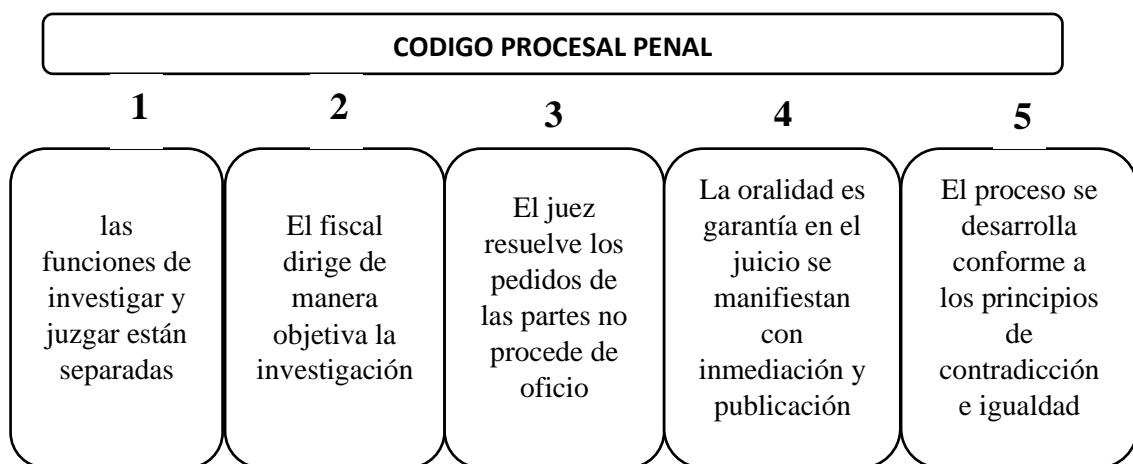 CODIGO PROCESAL PENAL
1
las
funciones de
investigar y
juzgar están
separadas
2
El fiscal
dirige de
manera
objetiva la
investigación
3
El juez
resuelve los
pedidos de
las partes no
procede de
oficio
4
La oralidad es
garantía en el
juicio se
manifiestan
con
inmediación y
publicación
5
El proceso se
desarrolla
conforme a
los principios
de
contradicción
e igualdad